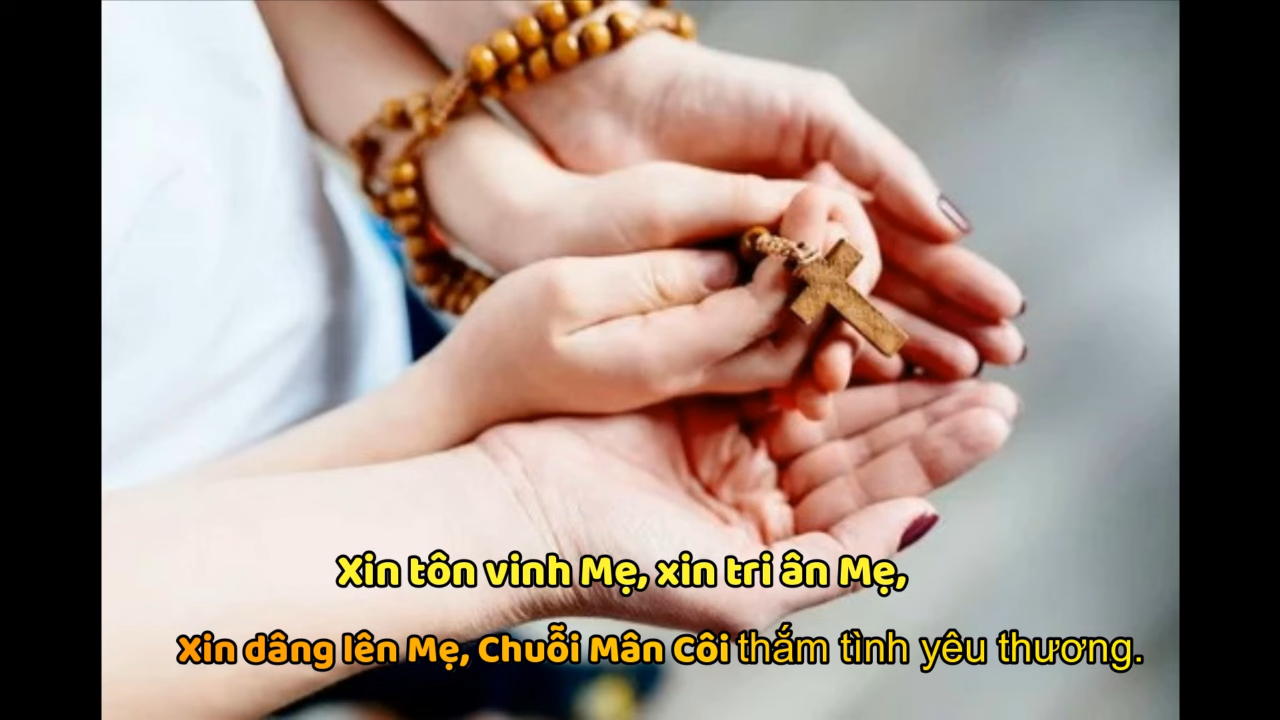 Xin tôn vinh Mẹ, xin tri ân Mẹ,
Xin dâng lên Mẹ, Chuỗi Mân Côi thắm tình yêu thương.